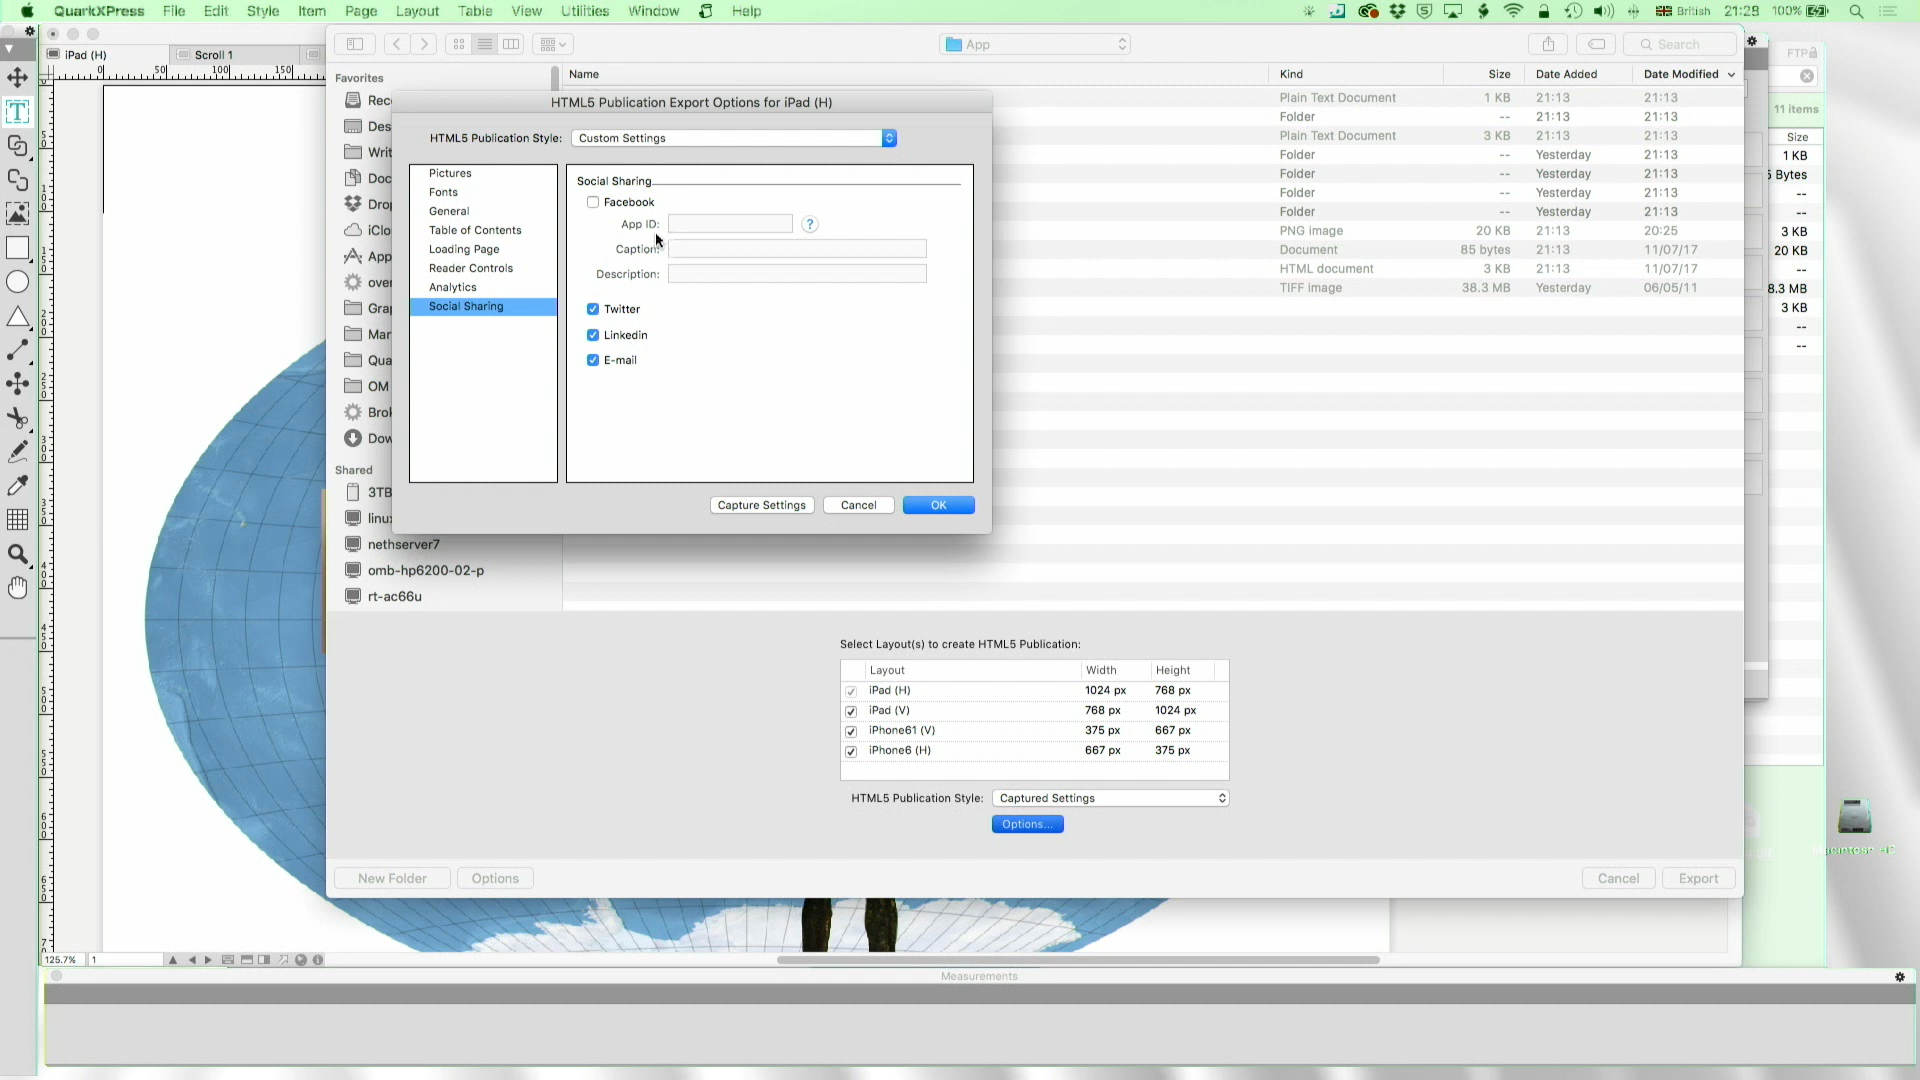 QuarkXPress File Edit Style Item Page Layout Table View Utilities Window Help British 21:28 100%
iPad (H) Scroll 1
App
Search
FTP
11 items
Favorites
Name Kind Size Date Added Date Modified
Size
HTML5 Publication Export Options for iPad (H)
HTML5 Publication Style: Custom Settings
Pictures
Fonts
General
Table of Contents
Loading Page
Reader Controls
Analytics
Social Sharing
Social Sharing
Facebook
App ID: ?
Caption:
Description:
Twitter
Linkedin
E-mail
Capture Settings Cancel OK
Plain Text Document 1 KB 21:13 21:13
Folder -- 21:13 21:13
Plain Text Document 3 KB 21:13 21:13
Folder -- Yesterday 21:13
Folder -- Yesterday 21:13
Folder -- Yesterday 21:13
Folder -- Yesterday 21:13
PNG image 20 KB 21:13 20:25
Document 85 bytes 21:13 11/07/17
HTML document 3 KB 21:13 11/07/17
TIFF image 38.3 MB Yesterday 06/05/11
1 KB
5 Bytes
--
--
3 KB
20 KB
--
8.3 MB
3 KB
--
--
Shared
3TB
linux
nethserver7
omb-hp6200-02-p
rt-ac66u
Select Layout(s) to create HTML5 Publication:
Layout Width Height
iPad (H) 1024 px 768 px
iPad (V) 768 px 1024 px
iPhone61 (V) 375 px 667 px
iPhone6 (H) 667 px 375 px
HTML5 Publication Style: Captured Settings
Options...
New Folder Options Cancel Export
125.7% 1
Measurements